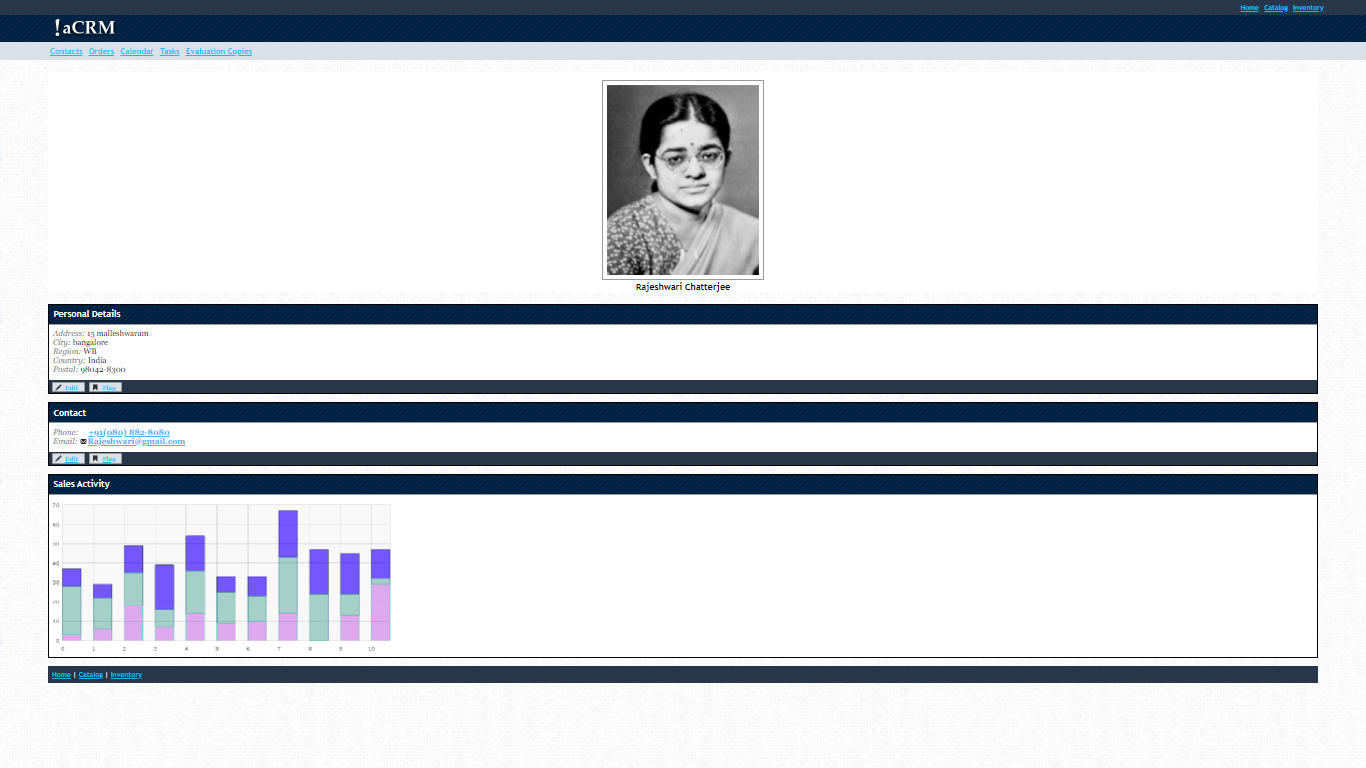 Home Catalog Inventory
!aCRM
Contacts Orders Calendar Tasks Evaluation Copies
Rajeshwari Chatterjee
Personal Details
Address: 15 malleshwaram
City: bangalore
Region: WB
Country: India
Postal: 98042-8300
Edit Flag
Contact
Phone: +91(080) 882-8080
Email: Rajeshwari@gmail.com
Edit Flag
Sales Activity
70
60
50
40
30
20
10
0
0 1 2 3 4 5 6 7 8 9 10
Home | Catalog | Inventory